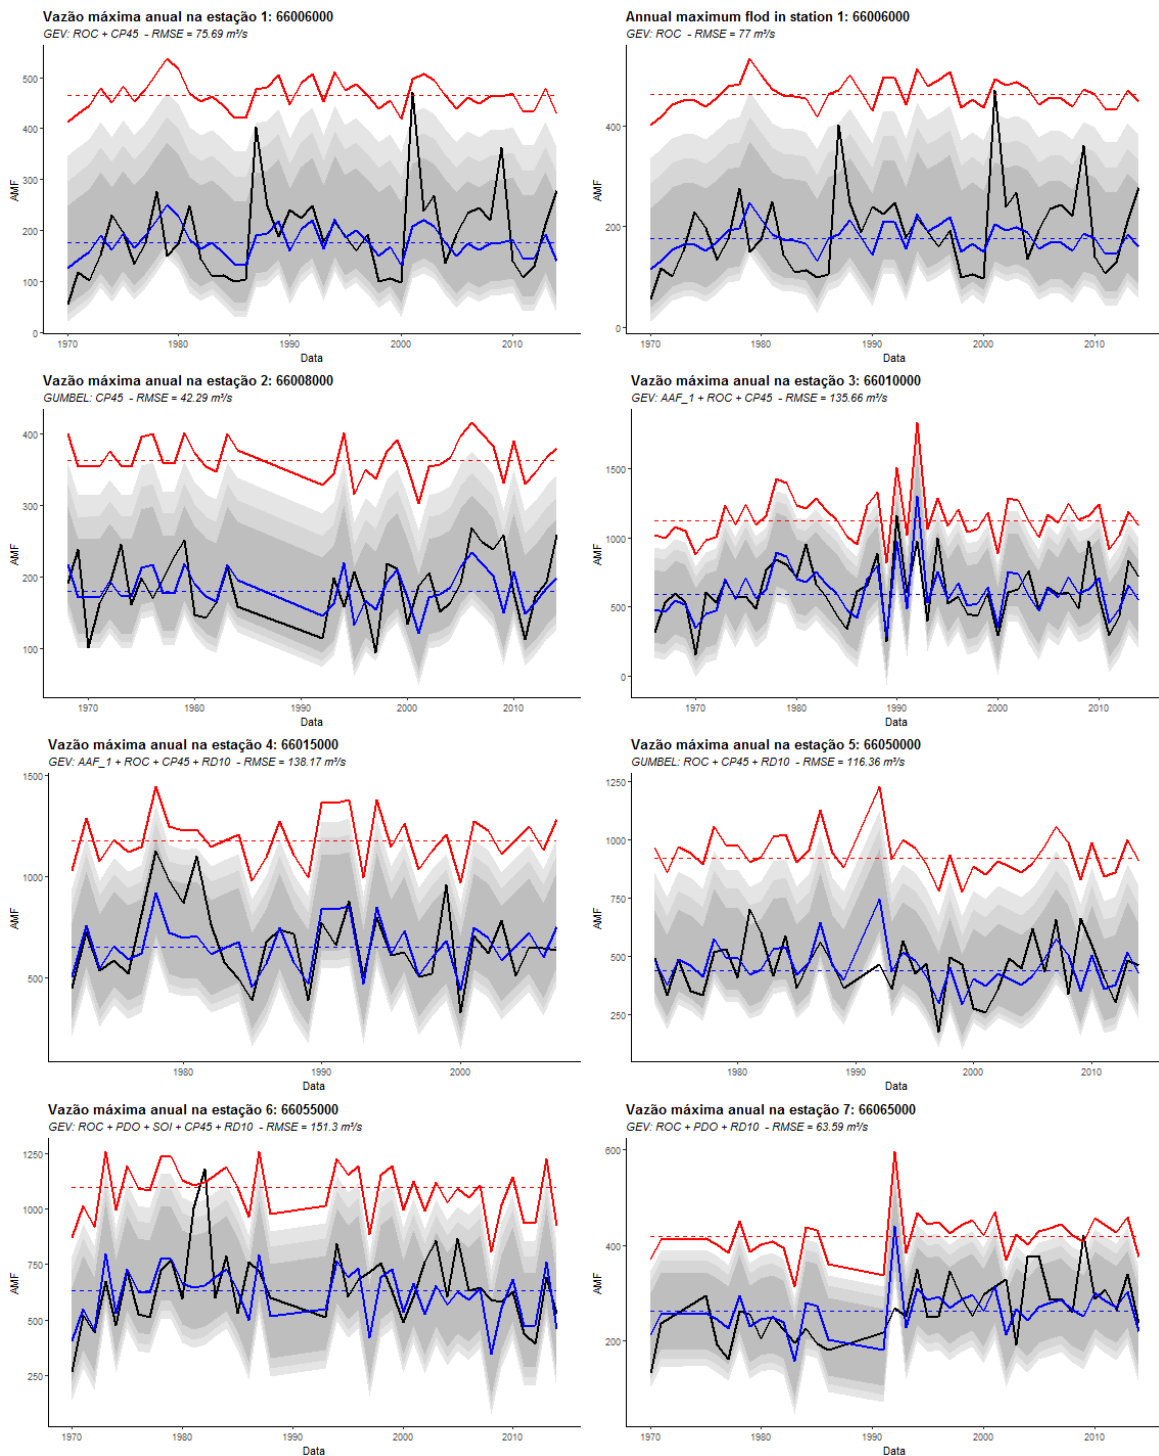 Vazão máxima anual na estação 1: 66006000
GEV: ROC + CP45 - RMSE = 75.69 m³/s
500
400
300
200
100
0
AMF
1970
1980
1990
2000
2010
Data
Annual maximum flod in station 1: 66006000
GEV: ROC - RMSE = 77 m³/s
400
200
0
AMF
1970
1980
1990
2000
2010
Data
Vazão máxima anual na estação 2: 66008000
GUMBEL: CP45 - RMSE = 42.29 m³/s
400
300
200
100
AMF
1970
1980
1990
2000
2010
Data
Vazão máxima anual na estação 3: 66010000
GEV: AAF_1 + ROC + CP45 - RMSE = 135.66 m³/s
1500
1000
500
0
AMF
1970
1980
1990
2000
2010
Data
Vazão máxima anual na estação 4: 66015000
GEV: AAF_1 + ROC + CP45 + RD10 - RMSE = 138.17 m³/s
1500
1000
500
AMF
1980
1990
2000
Data
Vazão máxima anual na estação 5: 66050000
GUMBEL: ROC + CP45 + RD10 - RMSE = 116.36 m³/s
1250
1000
750
500
250
AMF
1980
1990
2000
2010
Data
Vazão máxima anual na estação 6: 66055000
GEV: ROC + PDO + SOI + CP45 + RD10 - RMSE = 151.3 m³/s
1250
1000
750
500
250
AMF
1970
1980
1990
2000
2010
Data
Vazão máxima anual na estação 7: 66065000
GEV: ROC + PDO + RD10 - RMSE = 63.59 m³/s
600
400
200
AMF
1970
1980
1990
2000
2010
Data